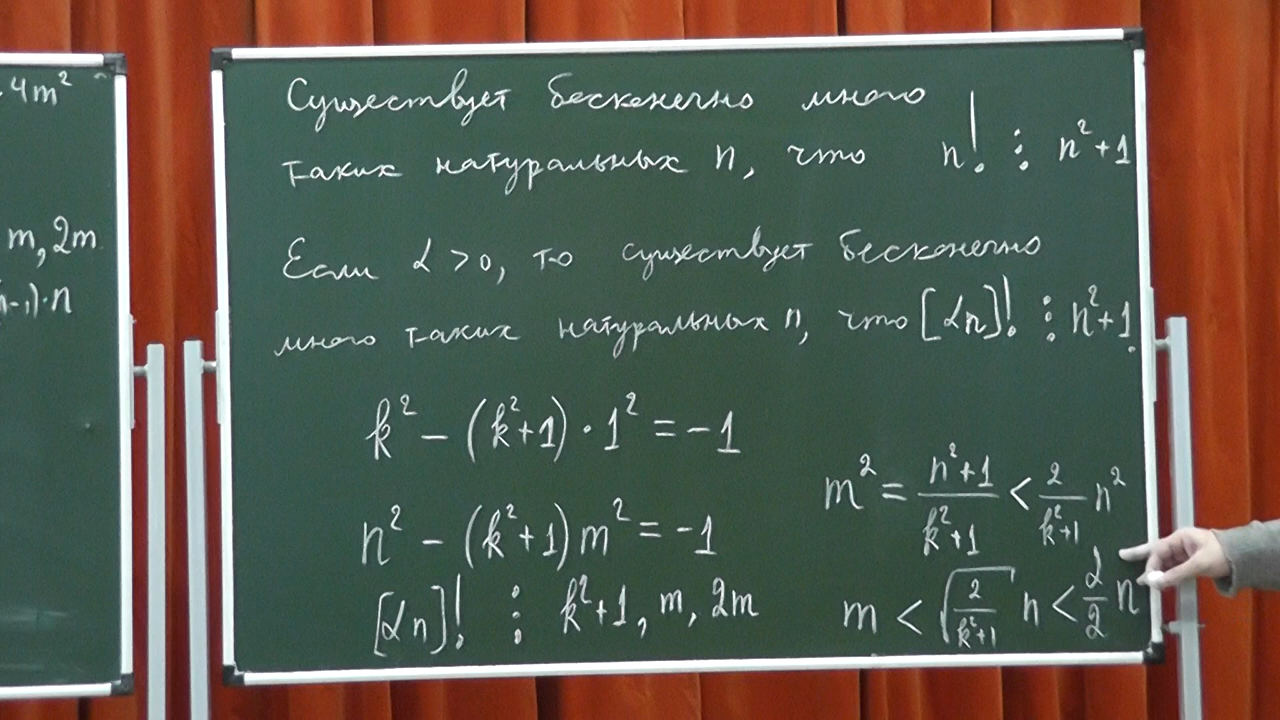 4m²
m, 2m
n-1)·n
Существует бесконечно много
таких натуральных n, что n! ⋮ n²+1
Если α>0, то существует бесконечно
много таких натуральных n, что [αn]! ⋮ n²+1.
k² − (k²+1)·1² = −1
n² − (k²+1)m² = −1
[αn]! ⋮ k²+1, m, 2m
m² = (n²+1)/(k²+1) < 2/(k²+1) n²
m < √(2/(k²+1)) n < α/2 n